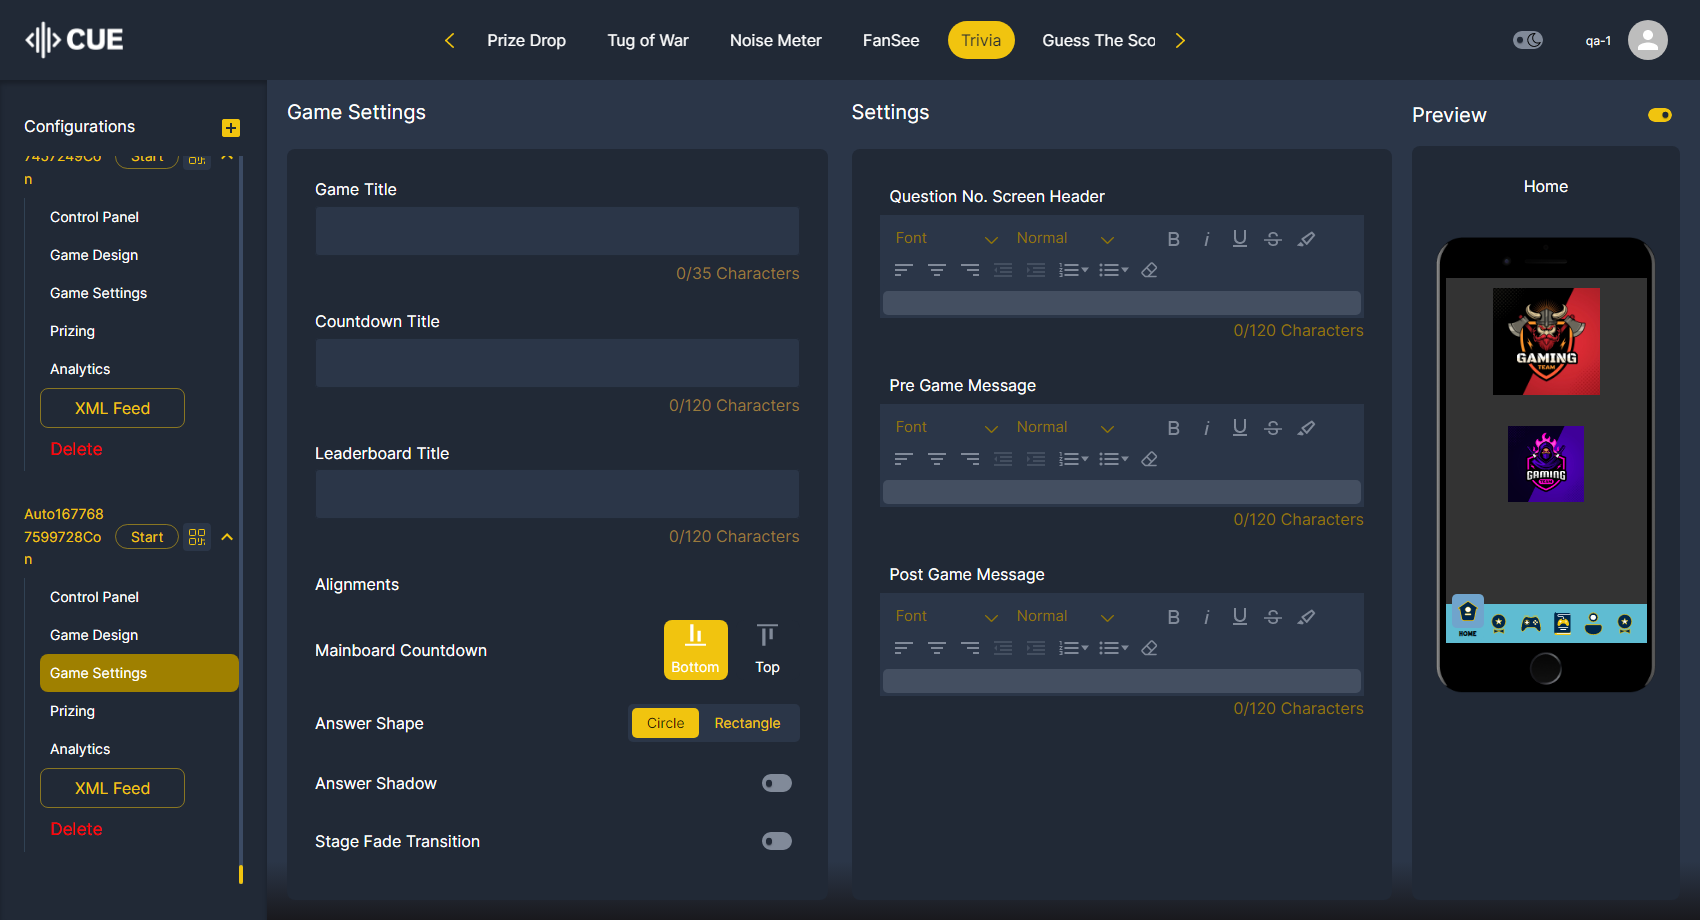 CUE
Prize Drop
Tug of War
Noise Meter
FanSee
Trivia
Guess The Sco
qa-1
Configurations
7457249Co
n
Start
Control Panel
Game Design
Game Settings
Prizing
Analytics
XML Feed
Delete
Auto167768
7599728Co
n
Start
Control Panel
Game Design
Game Settings
Prizing
Analytics
XML Feed
Delete
Game Settings
Game Title
0/35 Characters
Countdown Title
0/120 Characters
Leaderboard Title
0/120 Characters
Alignments
Mainboard Countdown
Bottom
Top
Answer Shape
Circle
Rectangle
Answer Shadow
Stage Fade Transition
Settings
Question No. Screen Header
Font
Normal
0/120 Characters
Pre Game Message
Font
Normal
0/120 Characters
Post Game Message
Font
Normal
0/120 Characters
Preview
Home
GAMING
TEAM
GAMING
TEAM
HOME